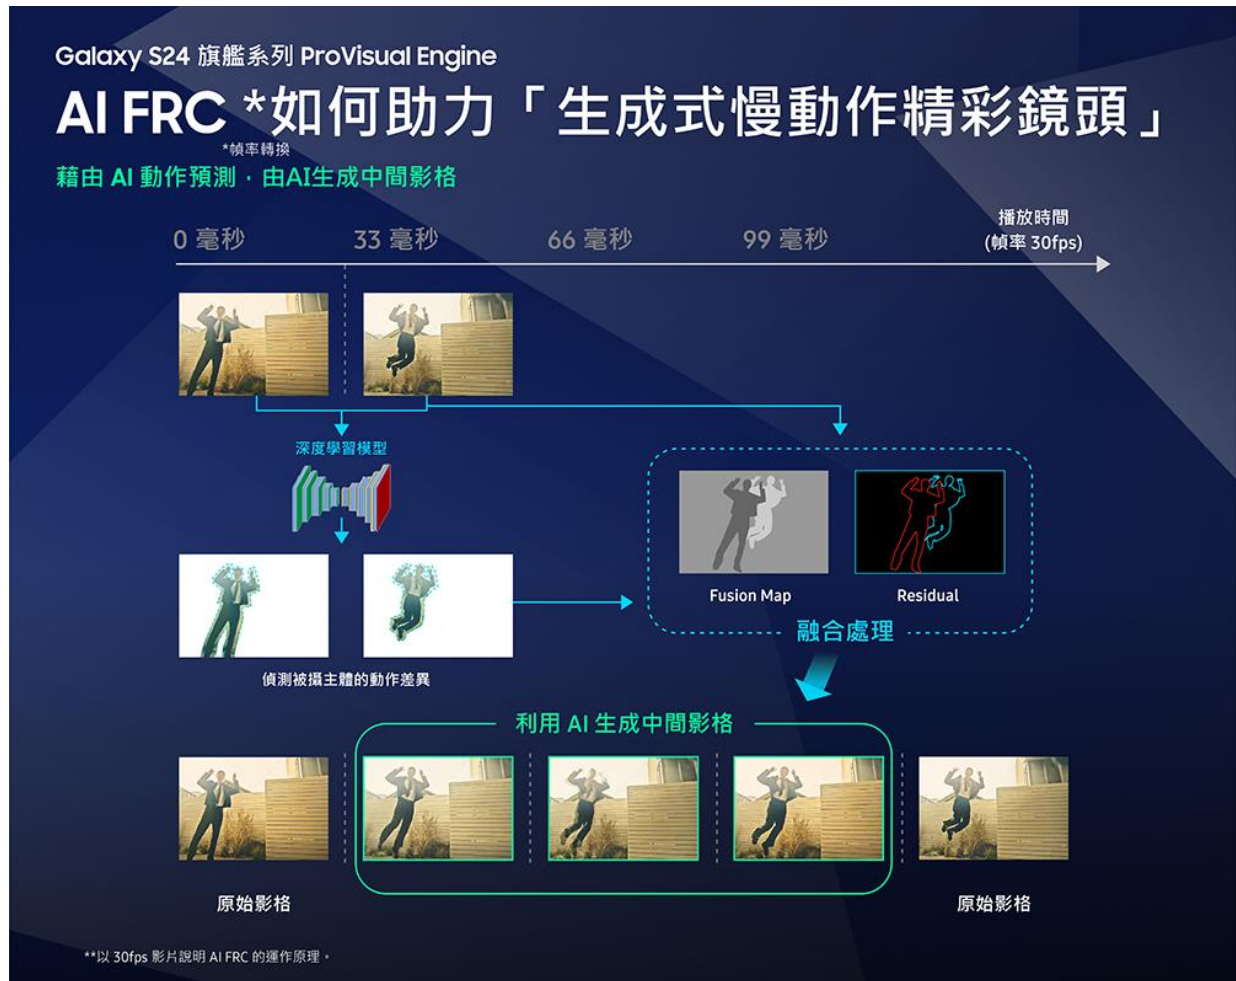 Galaxy S24 旗艦系列 ProVisual Engine
AI FRC *如何助力「生成式慢動作精彩鏡頭」
*幀率轉換
藉由 AI 動作預測，由AI生成中間影格
0 毫秒 33 毫秒 66 毫秒 99 毫秒
播放時間
(幀率 30fps)
深度學習模型
Fusion Map Residual
融合處理
偵測被攝主體的動作差異
利用 AI 生成中間影格
原始影格 原始影格
**以 30fps 影片說明 AI FRC 的運作原理。